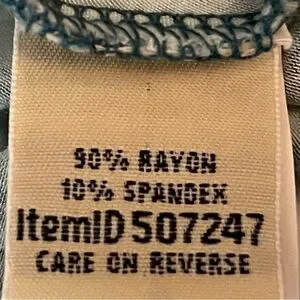 90% RAYON
10% SPANDEX
ItemID 507247
CARE ON REVERSE